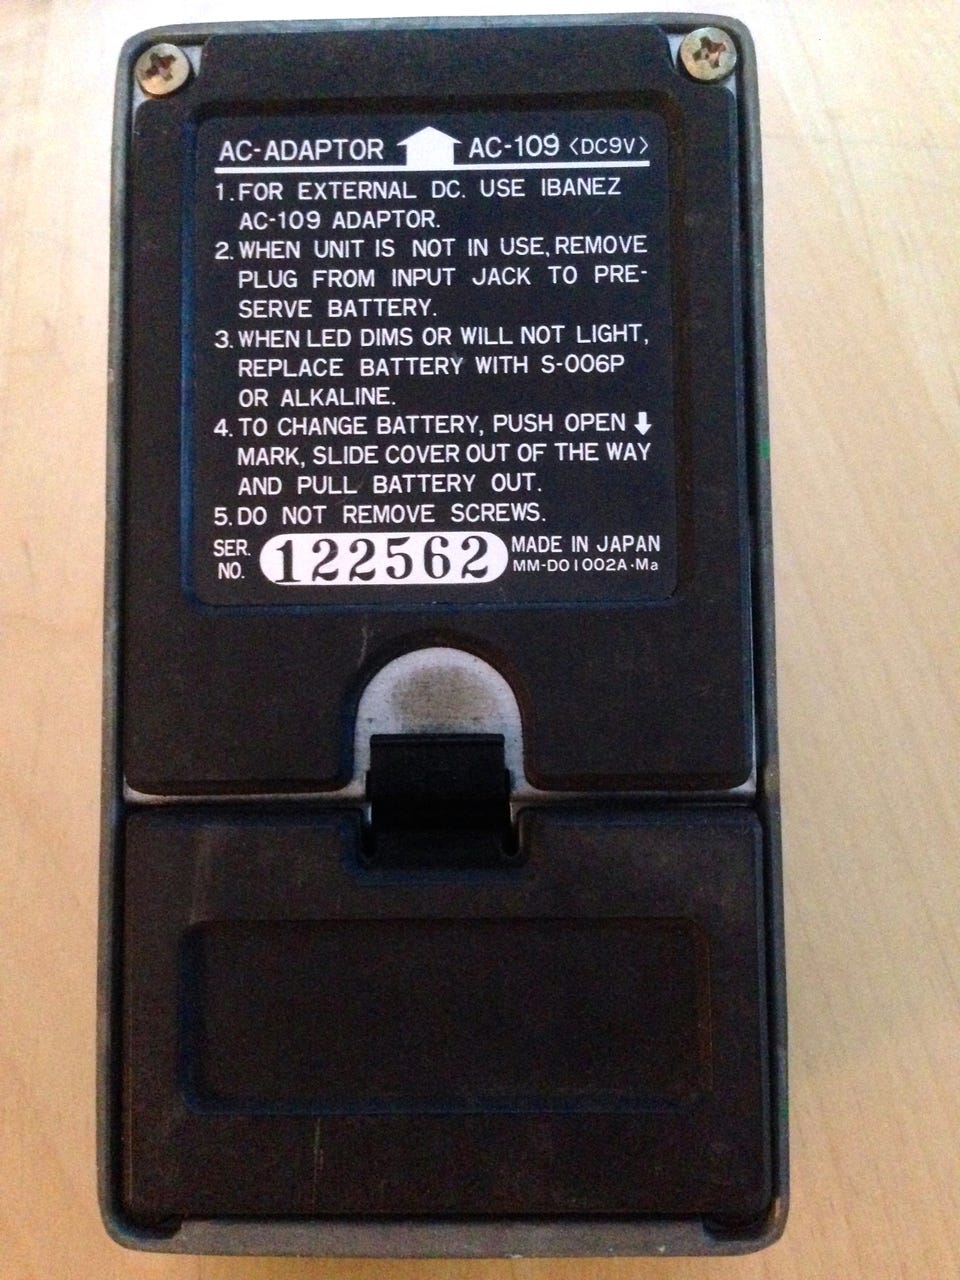 AC-ADAPTOR AC-109 <DC9V>
1. FOR EXTERNAL DC. USE IBANEZ
AC-109 ADAPTOR.
2. WHEN UNIT IS NOT IN USE, REMOVE
PLUG FROM INPUT JACK TO PRE-
SERVE BATTERY.
3. WHEN LED DIMS OR WILL NOT LIGHT,
REPLACE BATTERY WITH S-006P
OR ALKALINE.
4. TO CHANGE BATTERY, PUSH OPEN ⬇
MARK, SLIDE COVER OUT OF THE WAY
AND PULL BATTERY OUT.
5. DO NOT REMOVE SCREWS.
SER. NO. 122562
MADE IN JAPAN
MM-DO1002A·Ma